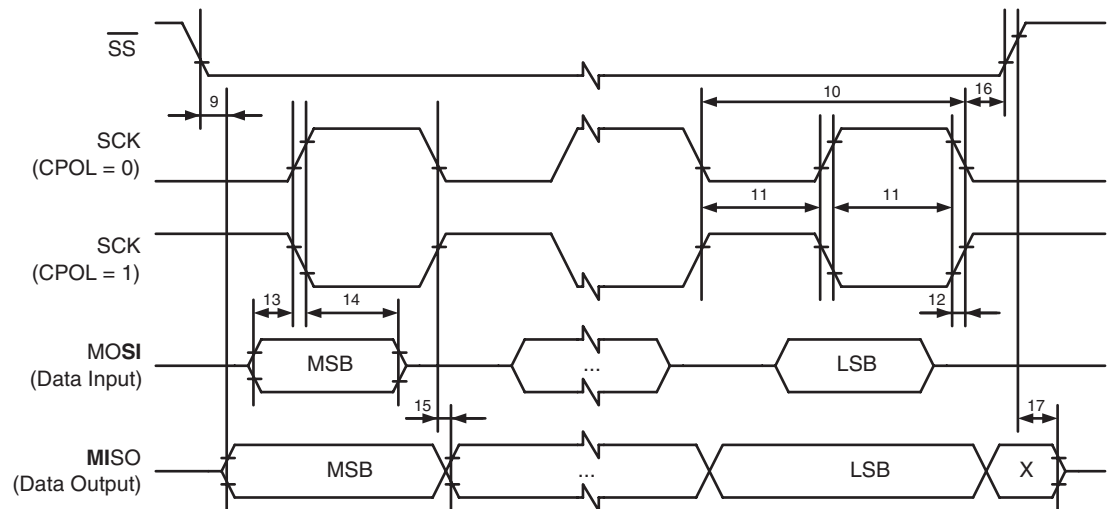 SS
9
10
16
SCK
(CPOL = 0)
11
11
SCK
(CPOL = 1)
13
14
12
MOSI
(Data Input)
MSB
...
LSB
15
17
MISO
(Data Output)
MSB
...
LSB
X